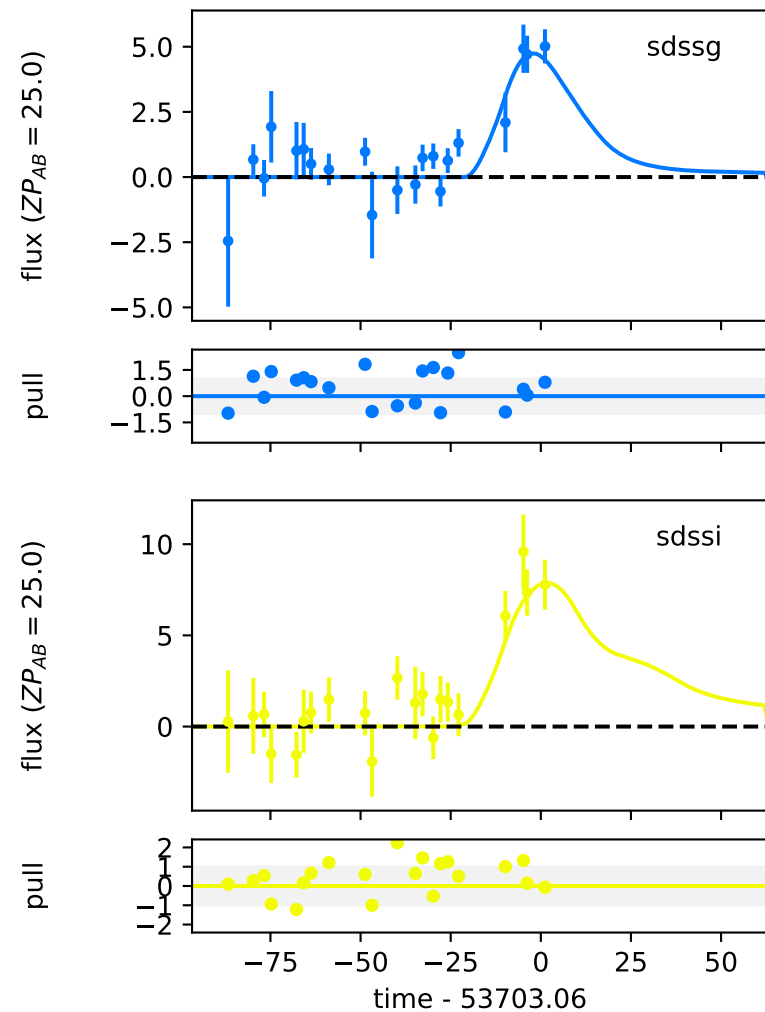 sdssg
flux (ZP_AB = 25.0)
5.0
2.5
0.0
−2.5
−5.0
pull
1.5
0.0
−1.5
sdssi
flux (ZP_AB = 25.0)
10
5
0
pull
2
1
0
−1
−2
−75 −50 −25 0 25 50
time - 53703.06